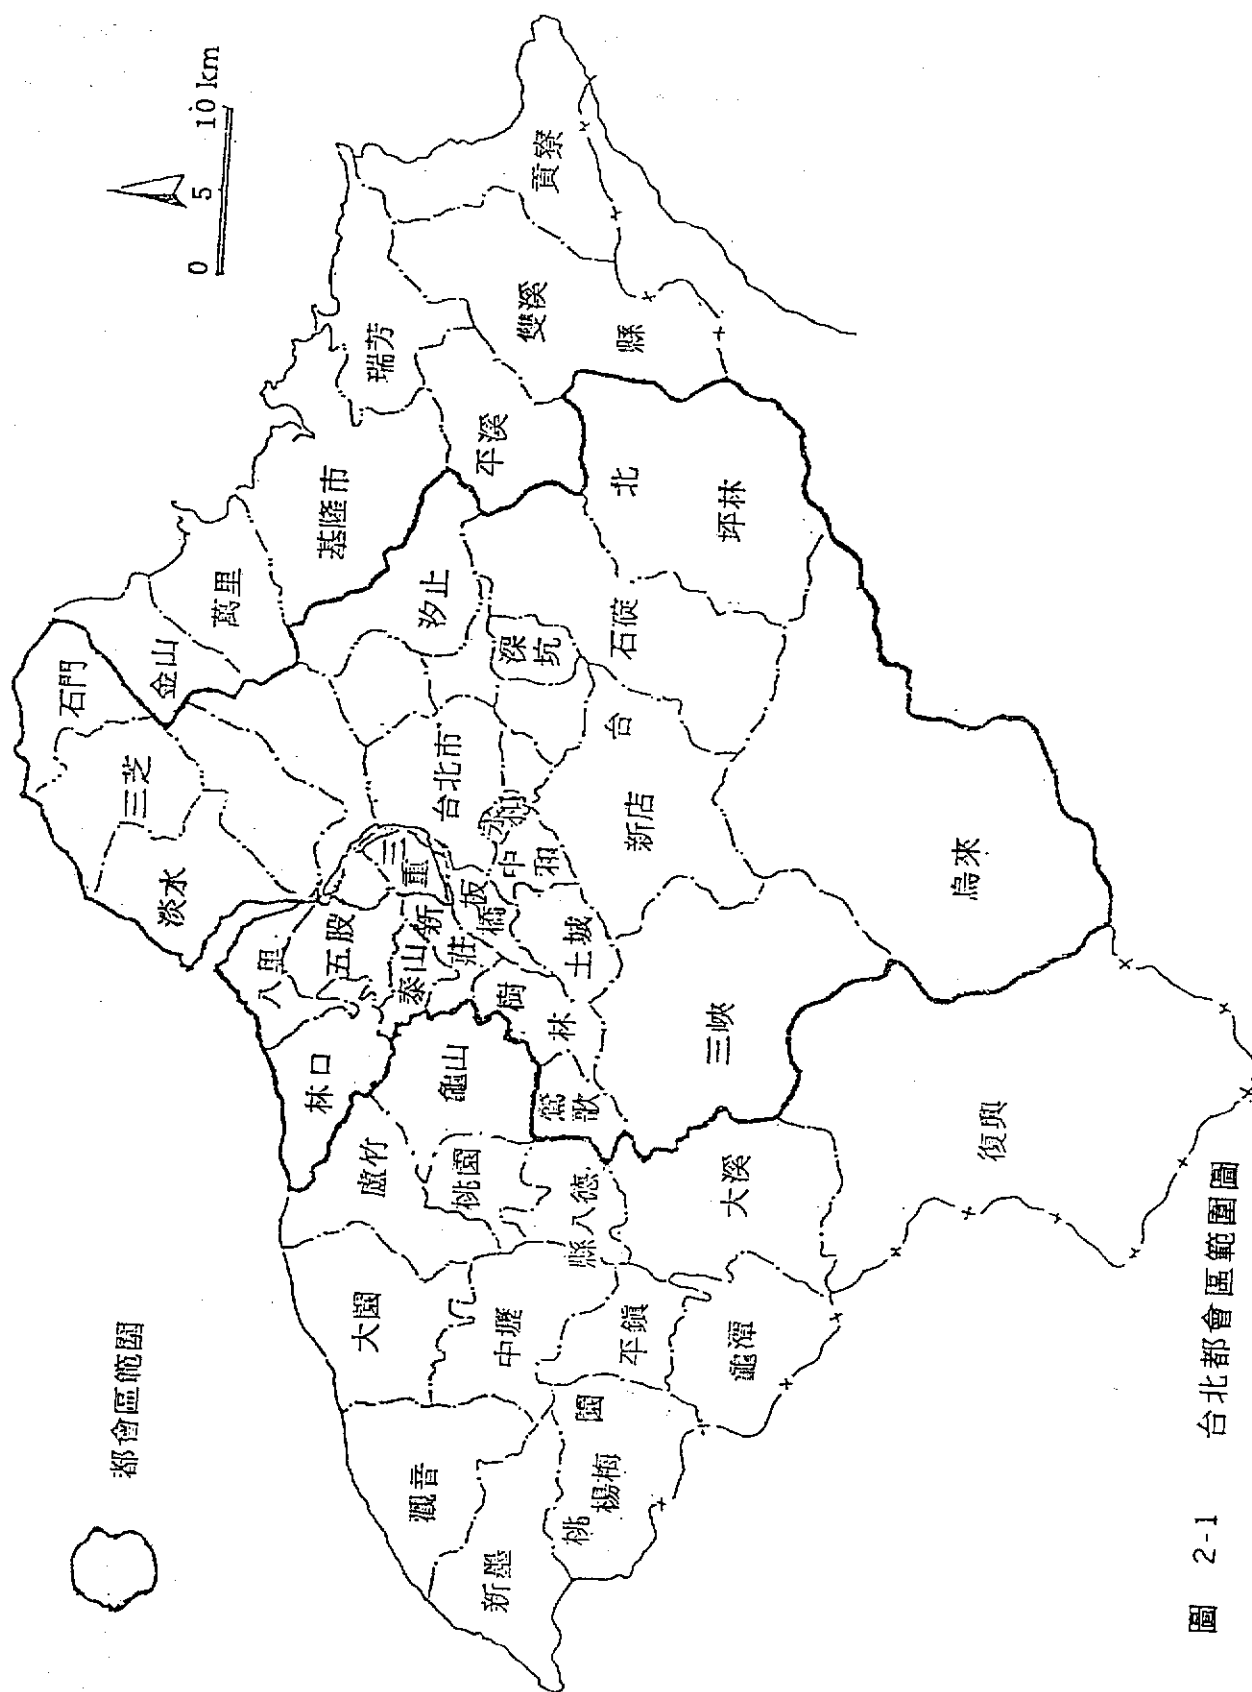 0 5 10 km
都會區範圍
石門
三芝
金山
淡水
萬里
基隆市
八里
五股
林口
三重
台北市
汐止
瑞芳
貢寮
雙溪
平溪
泰山
新莊
板橋
永和
中和
深坑
石碇
坪林
龜山
樹林
土城
新店
鶯歌
三峽
烏來
台
北
縣
蘆竹
大園
桃園
八德
中壢
觀音
新屋
楊梅
平鎮
龍潭
大溪
復興
桃
園
縣
圖 2-1 台北都會區範圍圖